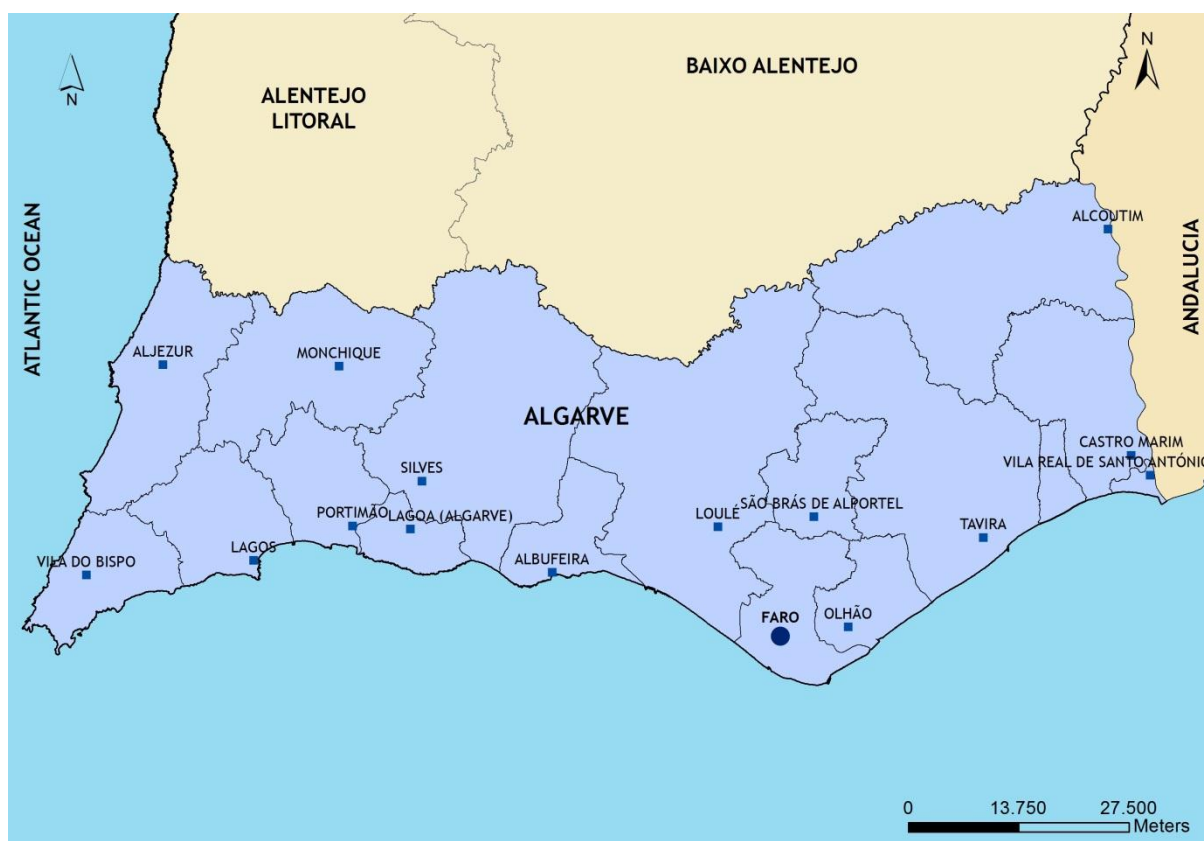 N
N
BAIXO ALENTEJO
ALENTEJO
LITORAL
ATLANTIC OCEAN
ANDALUCIA
ALCOUTIM
ALJEZUR
MONCHIQUE
ALGARVE
CASTRO MARIM
VILA REAL DE SANTO ANTÓNIO
SILVES
SÃO BRÁS DE ALPORTEL
PORTIMÃO
LAGOA (ALGARVE)
LOULÉ
TAVIRA
LAGOS
VILA DO BISPO
ALBUFEIRA
FARO
OLHÃO
0 13.750 27.500
Meters